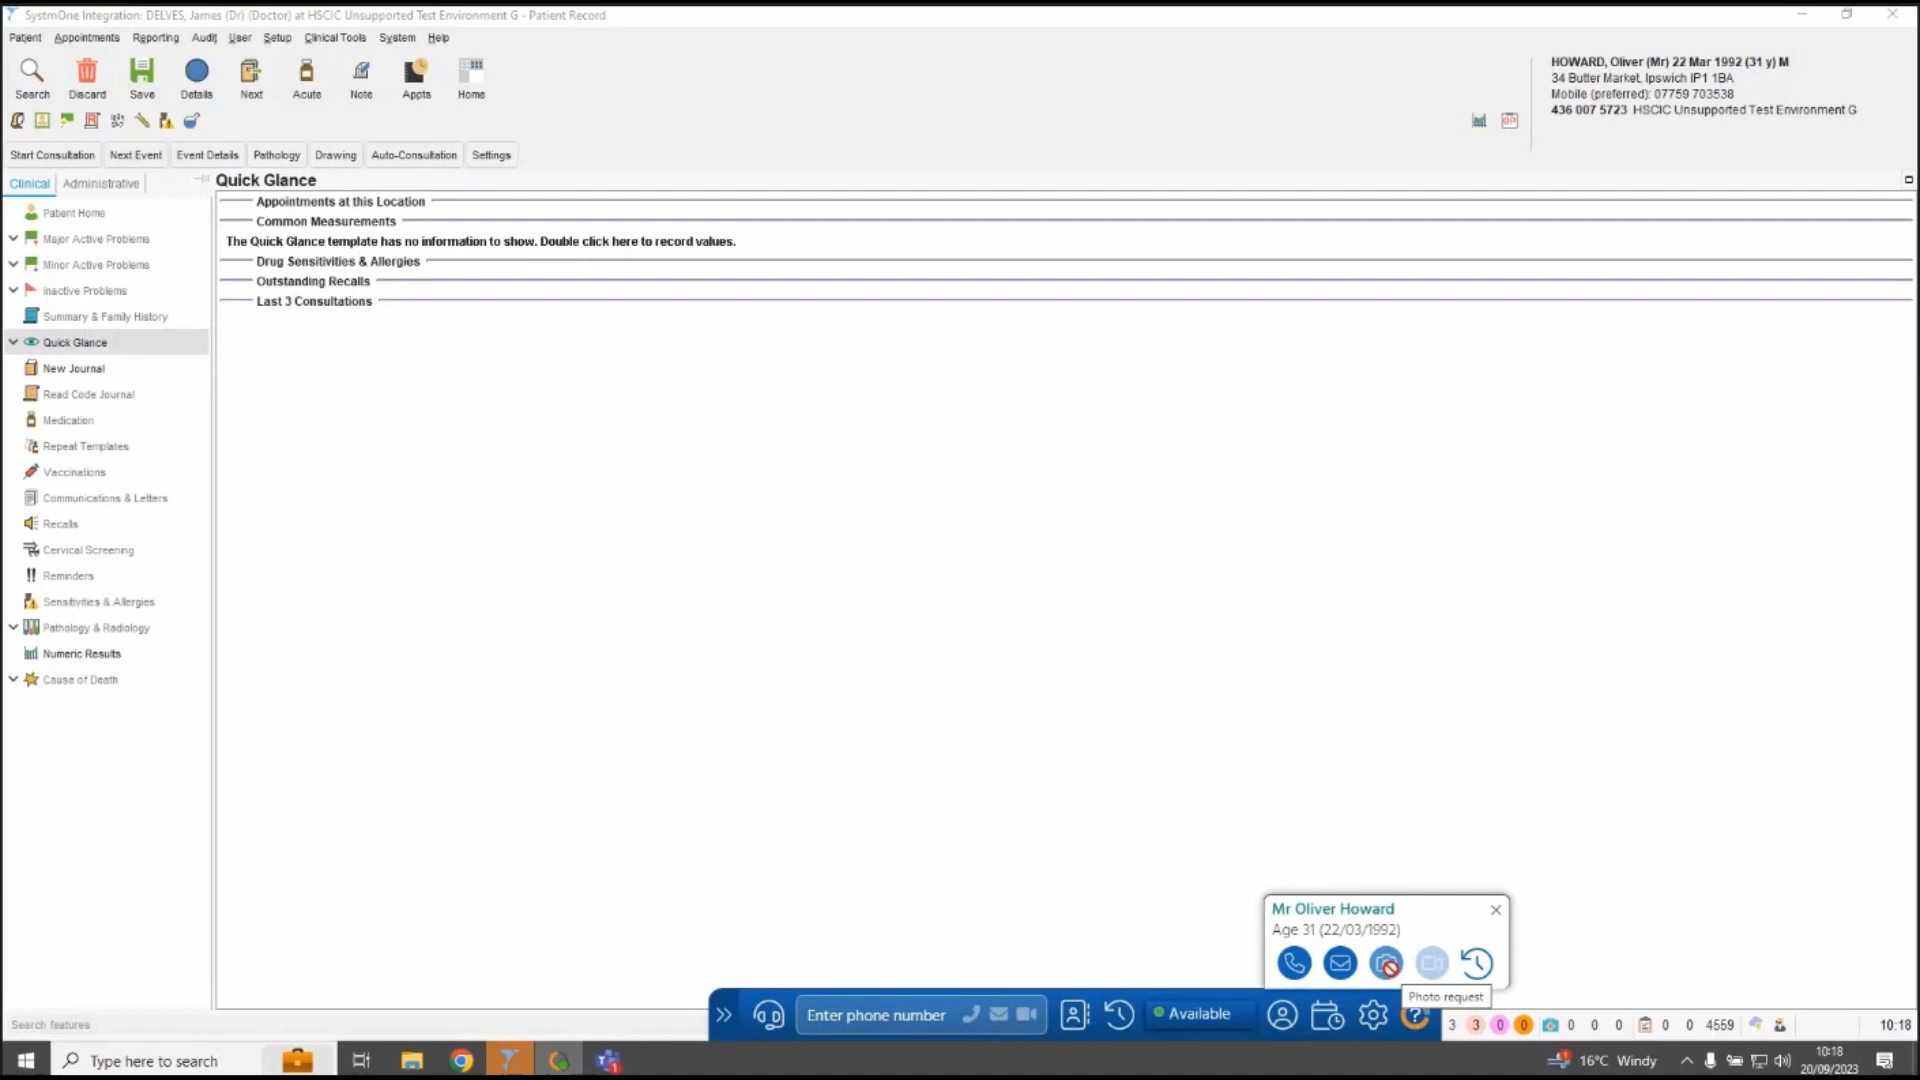 SystmOne Integration: DELVES, James (Dr) (Doctor) at HSCIC Unsupported Test Environment G - Patient Record
Patient Appointments Reporting Audit User Setup Clinical Tools System Help
Search Discard Save Details Next Acute Note Appts Home
HOWARD, Oliver (Mr) 22 Mar 1992 (31 y) M
34 Butter Market, Ipswich IP1 1BA
Mobile (preferred): 07759 703538
436 007 5723 HSCIC Unsupported Test Environment G
Start Consultation Next Event Event Details Pathology Drawing Auto-Consultation Settings
Clinical Administrative
Patient Home
Major Active Problems
Minor Active Problems
Inactive Problems
Summary & Family History
Quick Glance
New Journal
Read Code Journal
Medication
Repeat Templates
Vaccinations
Communications & Letters
Recalls
Cervical Screening
Reminders
Sensitivities & Allergies
Pathology & Radiology
Numeric Results
Cause of Death
Search features
Quick Glance
Appointments at this Location
Common Measurements
The Quick Glance template has no information to show. Double click here to record values.
Drug Sensitivities & Allergies
Outstanding Recalls
Last 3 Consultations
Mr Oliver Howard
Age 31 (22/03/1992)
Photo request
Enter phone number Available
3 3 0 0 0 0 0 0 0 4559 10:18
Type here to search
16°C Windy
10:18
20/09/2023